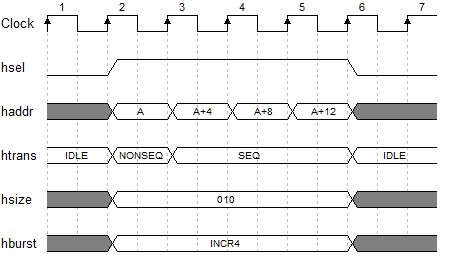 1 2 3 4 5 6 7
Clock
hsel
haddr A A+4 A+8 A+12
htrans IDLE NONSEQ SEQ IDLE
hsize 010
hburst INCR4